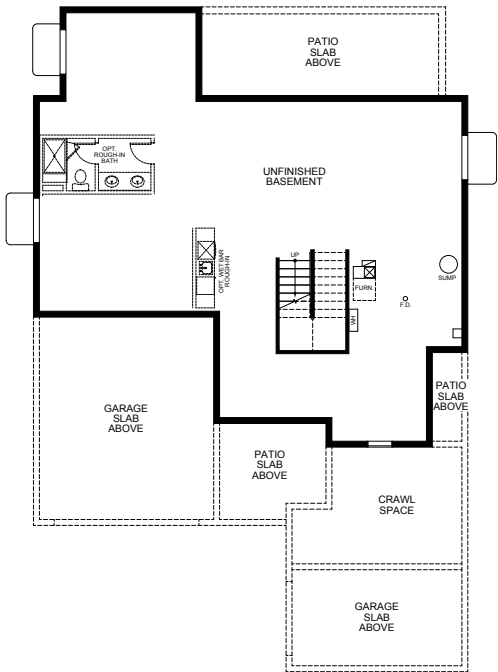 PATIO
SLAB
ABOVE
OPT.
ROUGH-IN
BATH
UNFINISHED
BASEMENT
OPT. WET BAR
ROUGH-IN
UP
FURN.
WH
SUMP
F.D.
PATIO
SLAB
ABOVE
GARAGE
SLAB
ABOVE
PATIO
SLAB
ABOVE
CRAWL
SPACE
GARAGE
SLAB
ABOVE